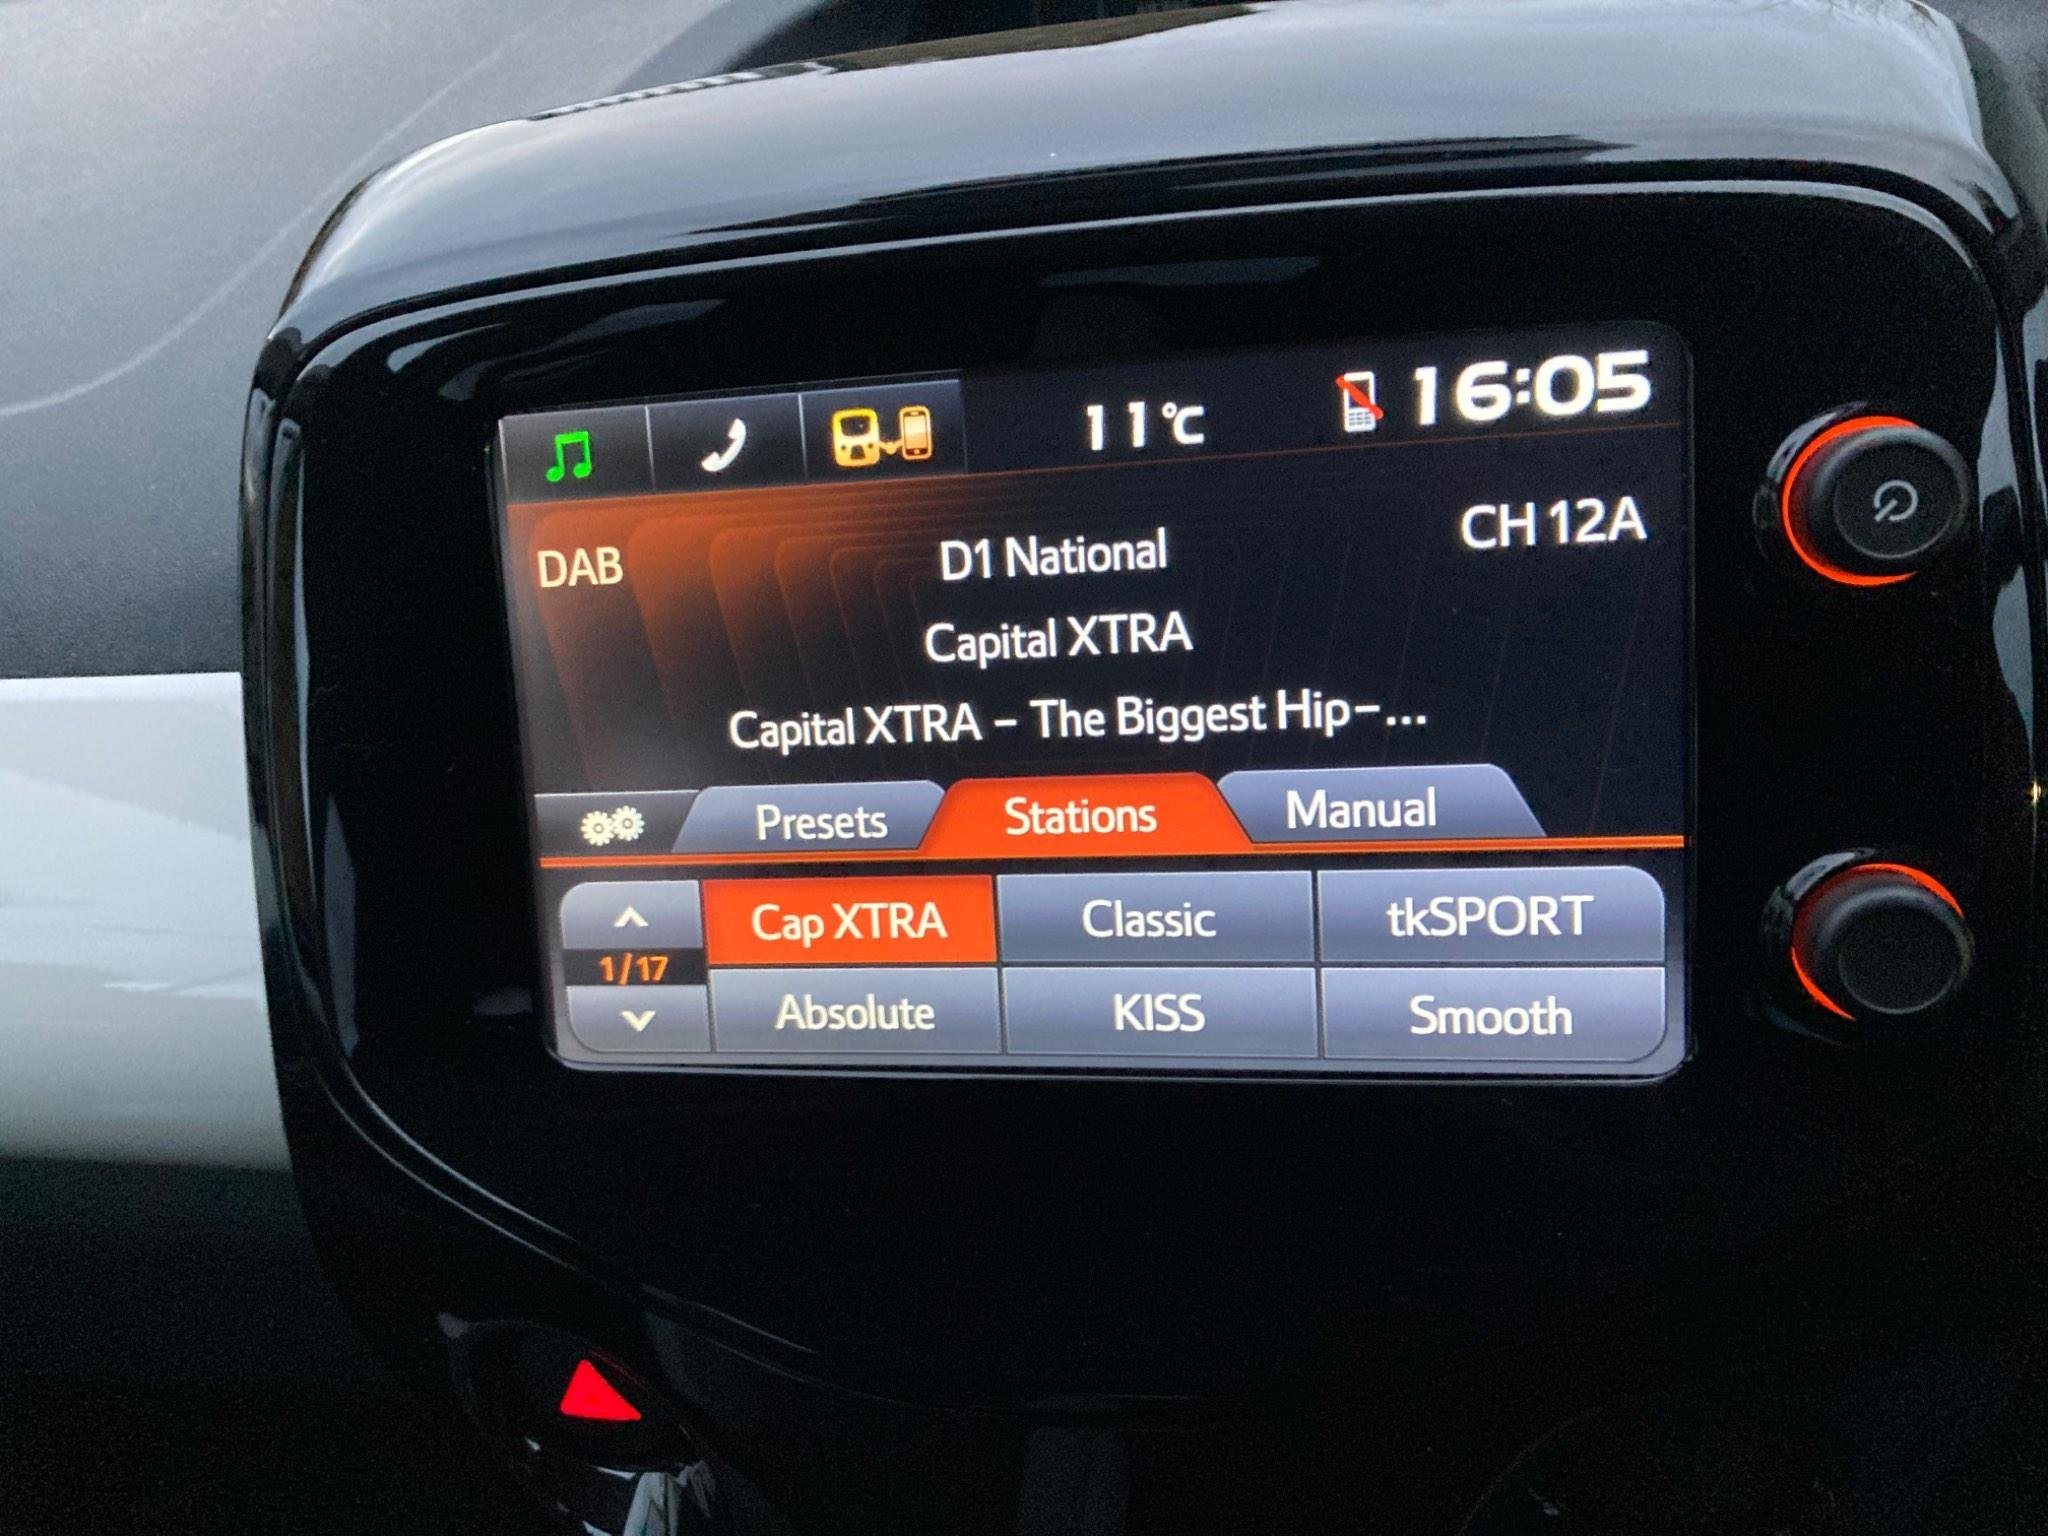 11°C 16:05
DAB D1 National CH 12A
Capital XTRA
Capital XTRA - The Biggest Hip-...
Presets Stations Manual
Cap XTRA Classic tkSPORT
1/17
Absolute KISS Smooth